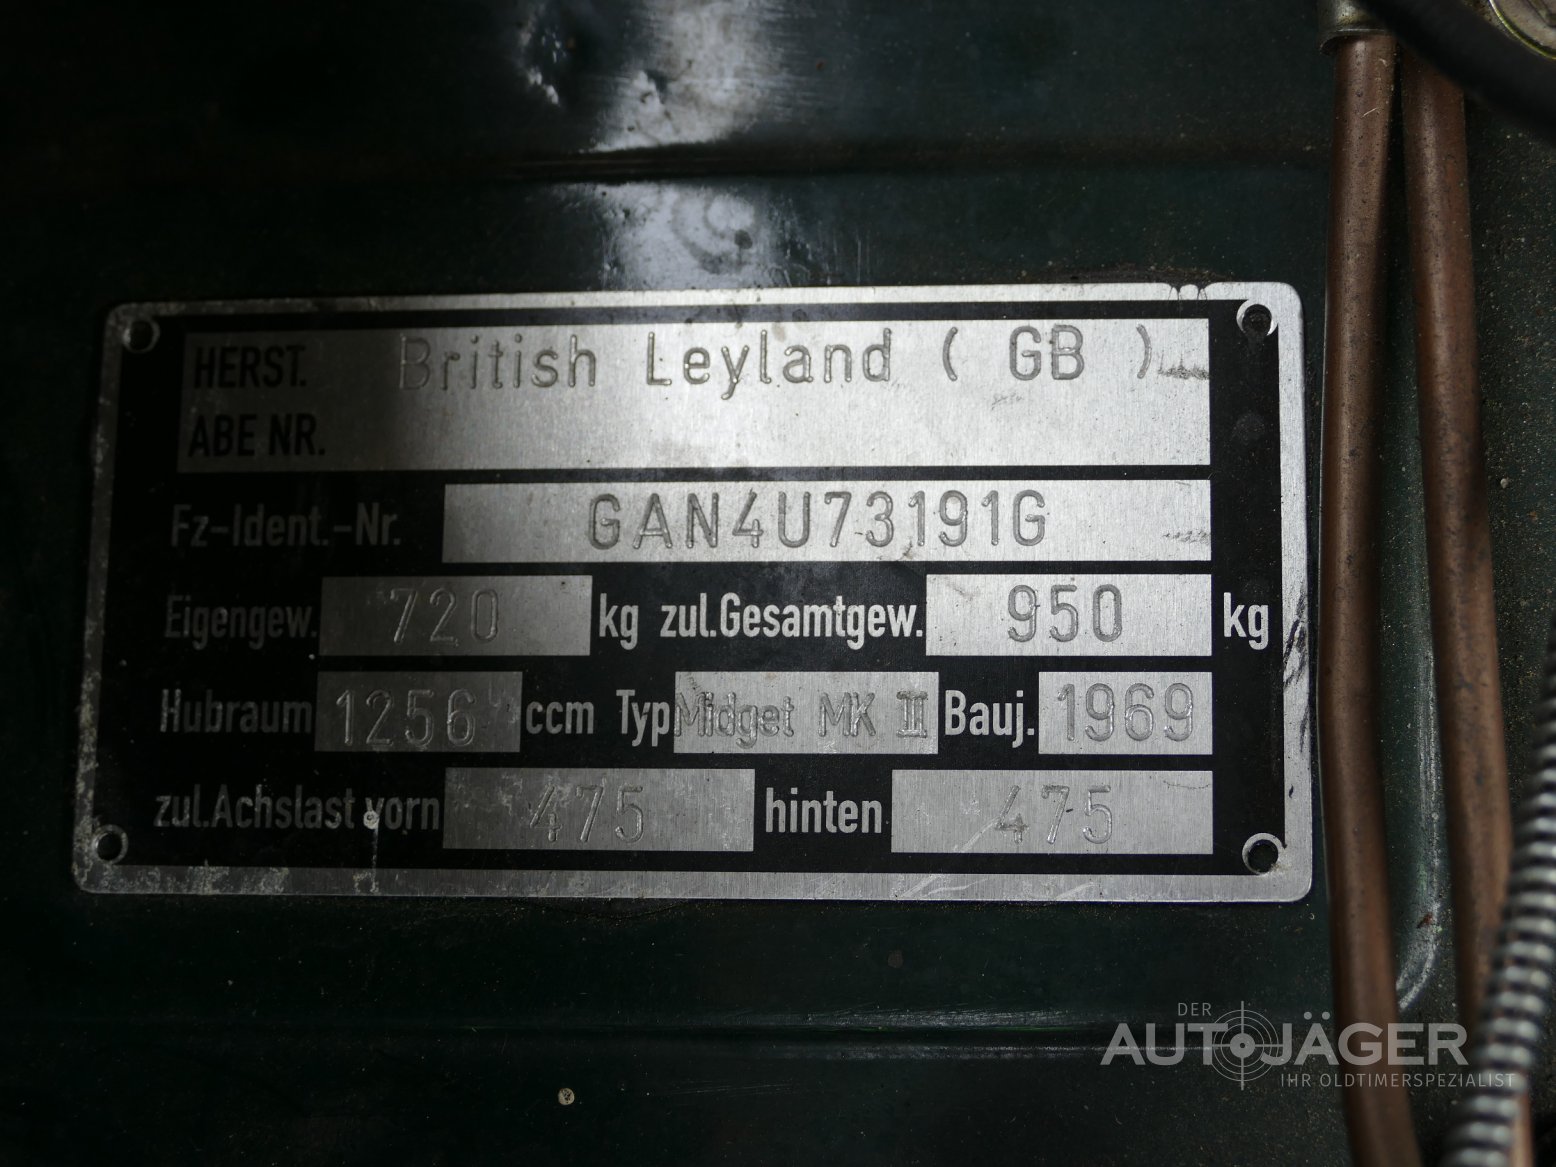 HERST. British Leyland ( GB )
ABE NR.
Fz-Ident.-Nr. GAN4U73191G
Eigengew. 720 kg zul.Gesamtgew. 950 kg
Hubraum 1256 ccm Typ Midget MK III Bauj. 1969
zul.Achslast vorn 475 hinten 475
DER
AUTOJÄGER
IHR OLDTIMERSPEZIALIST